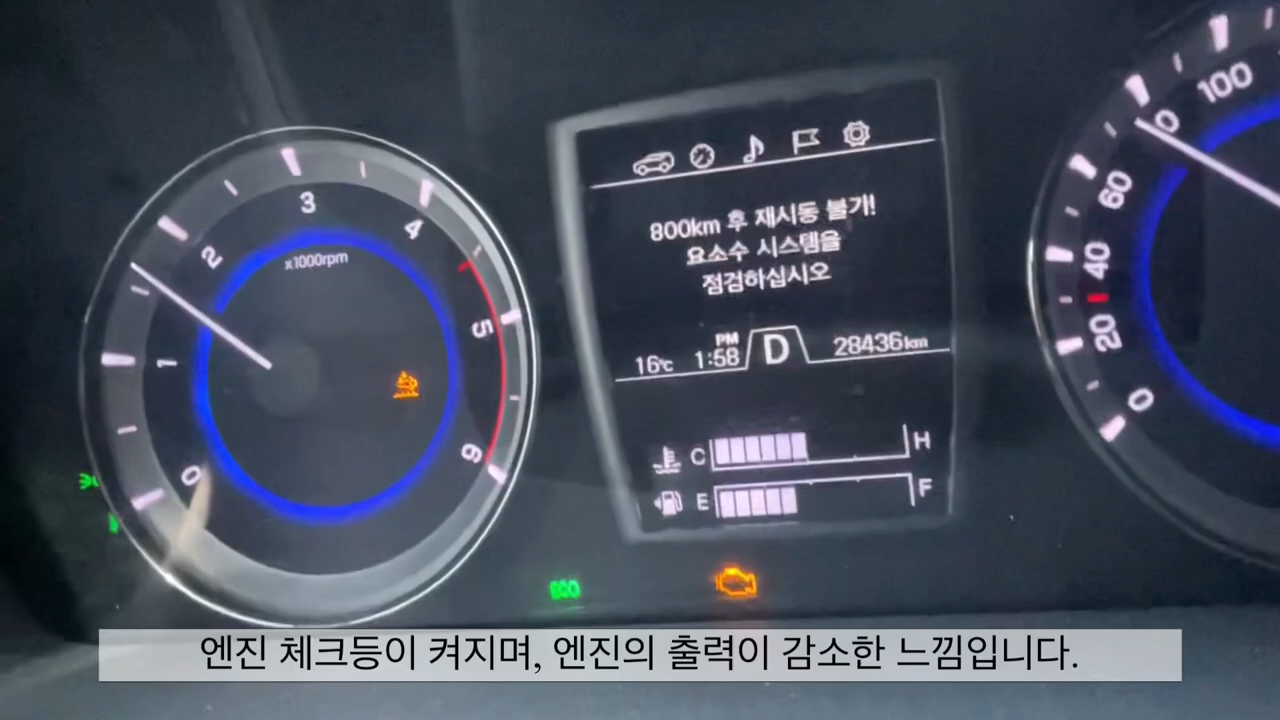 3
2
4
x1000rpm
1
5
0
6
800km 후 재시동 불가!
요소수 시스템을
점검하십시오
16℃
PM
1:58
D
28436km
C
H
E
F
100
80
60
40
20
0
ECO
엔진 체크등이 켜지며, 엔진의 출력이 감소한 느낌입니다.